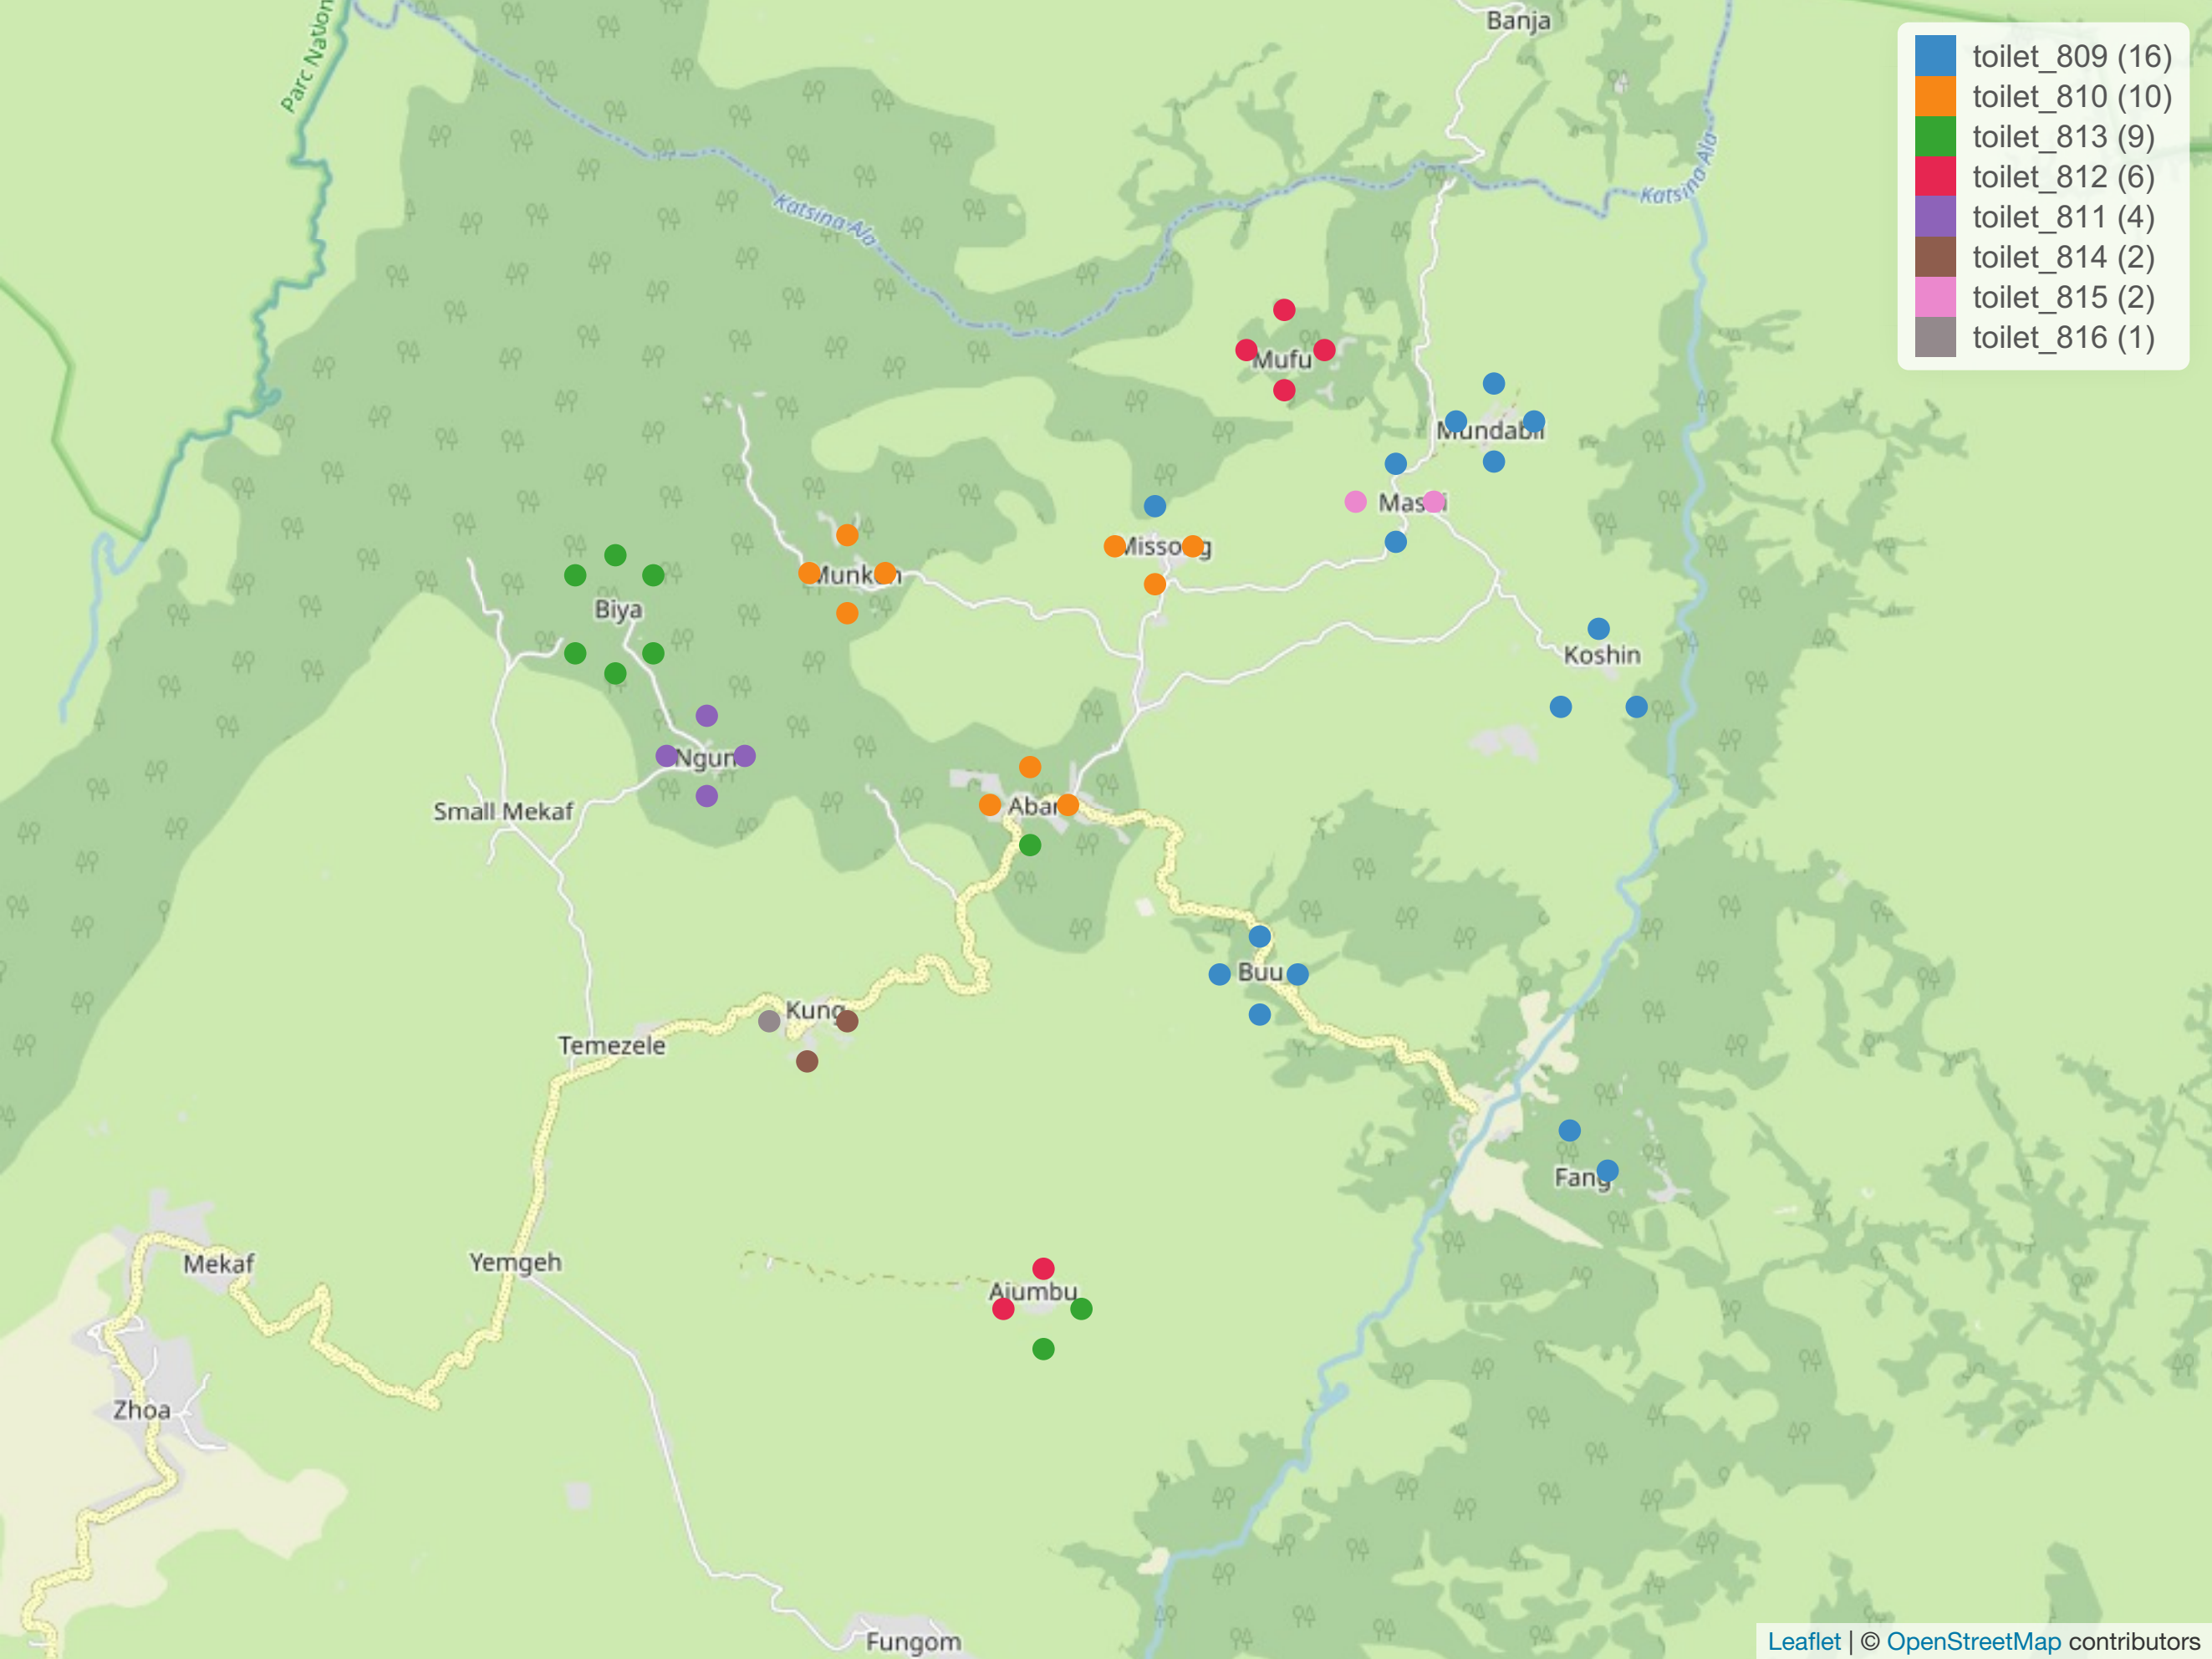 Banja
Parc Nation
toilet_809 (16)
toilet_810 (10)
toilet_813 (9)
toilet_812 (6)
toilet_811 (4)
toilet_814 (2)
toilet_815 (2)
toilet_816 (1)
Katsina Ala
Katsina Ala
Mufu
Mundabli
Missong
Biya
Koshin
Small Mekaf
Buu
Kung
Temezele
Fang
Mekaf
Yemgeh
Ajumbu
Zhoa
Fungom
Leaflet | © OpenStreetMap contributors